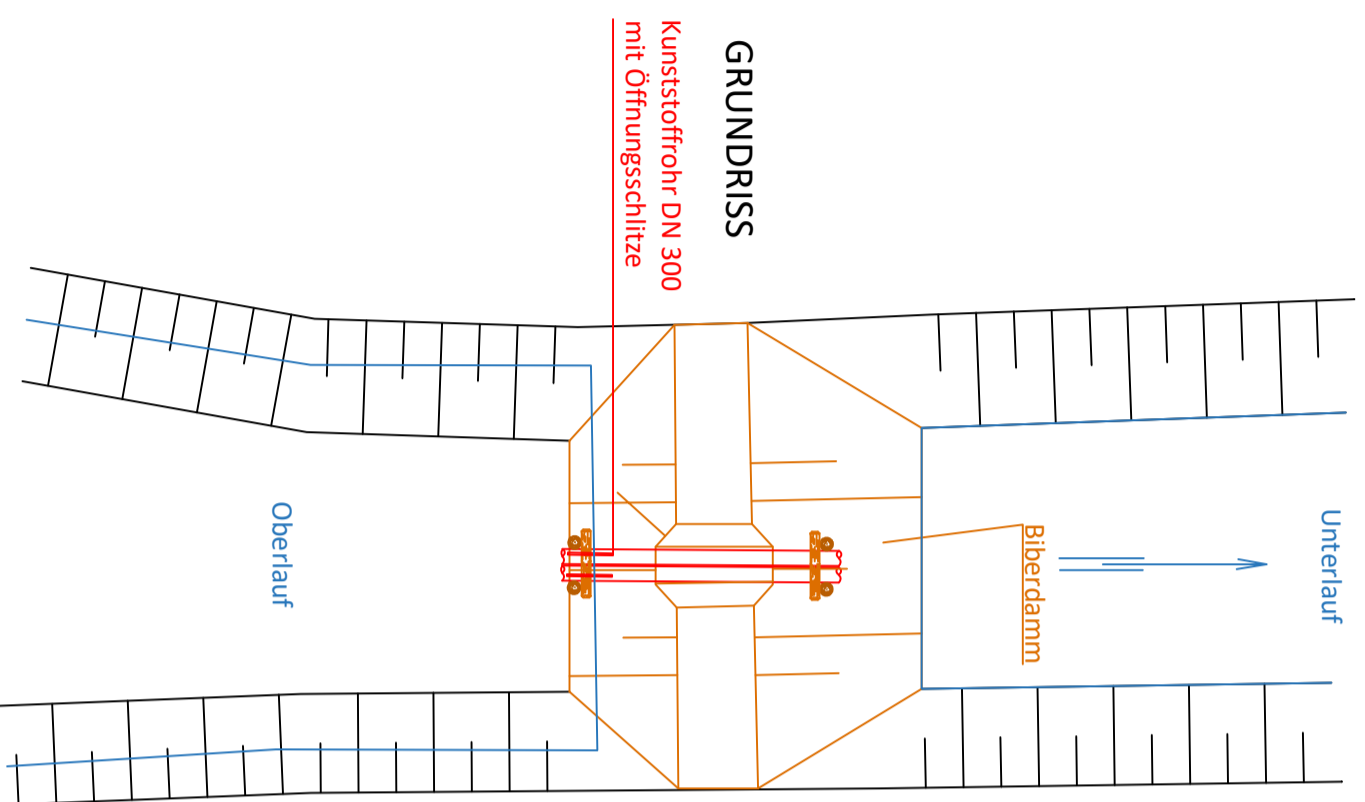 GRUNDRISS
Kunststoffrohr DN 300
mit Öffnungsschlitze
Oberlauf
Biberdamm
Unterlauf